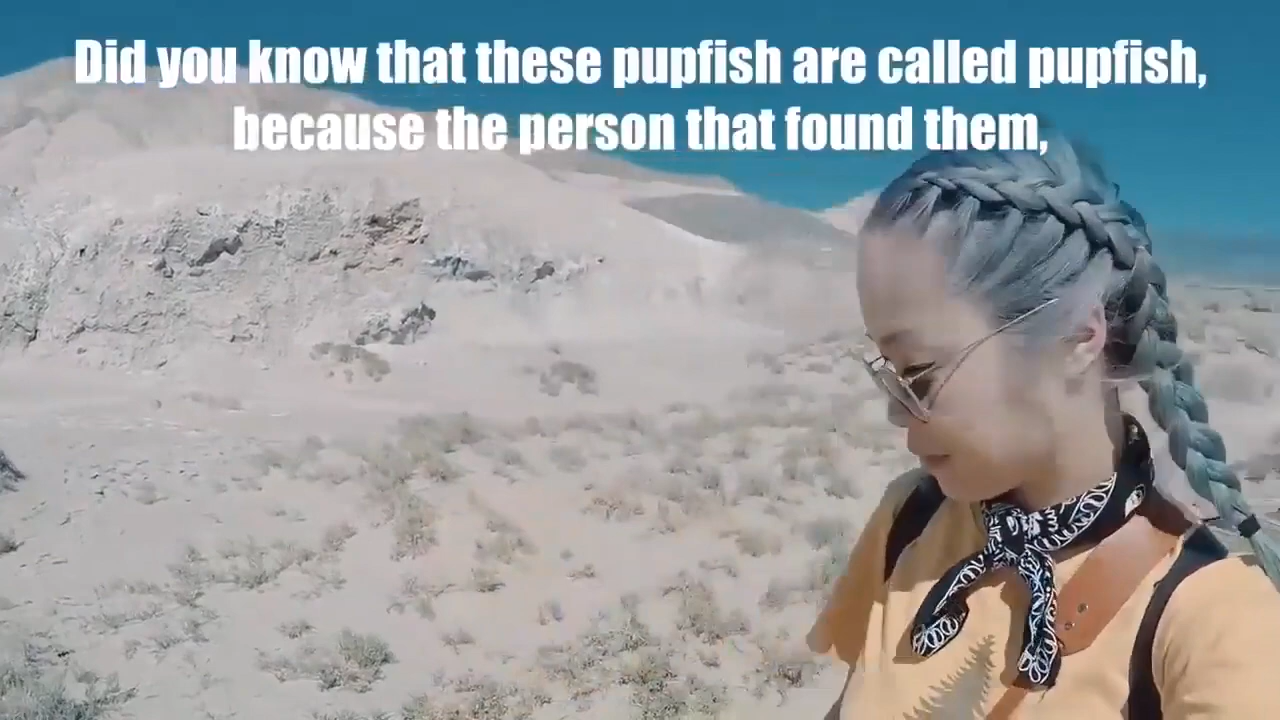 Did you know that these pupfish are called pupfish,
because the person that found them,